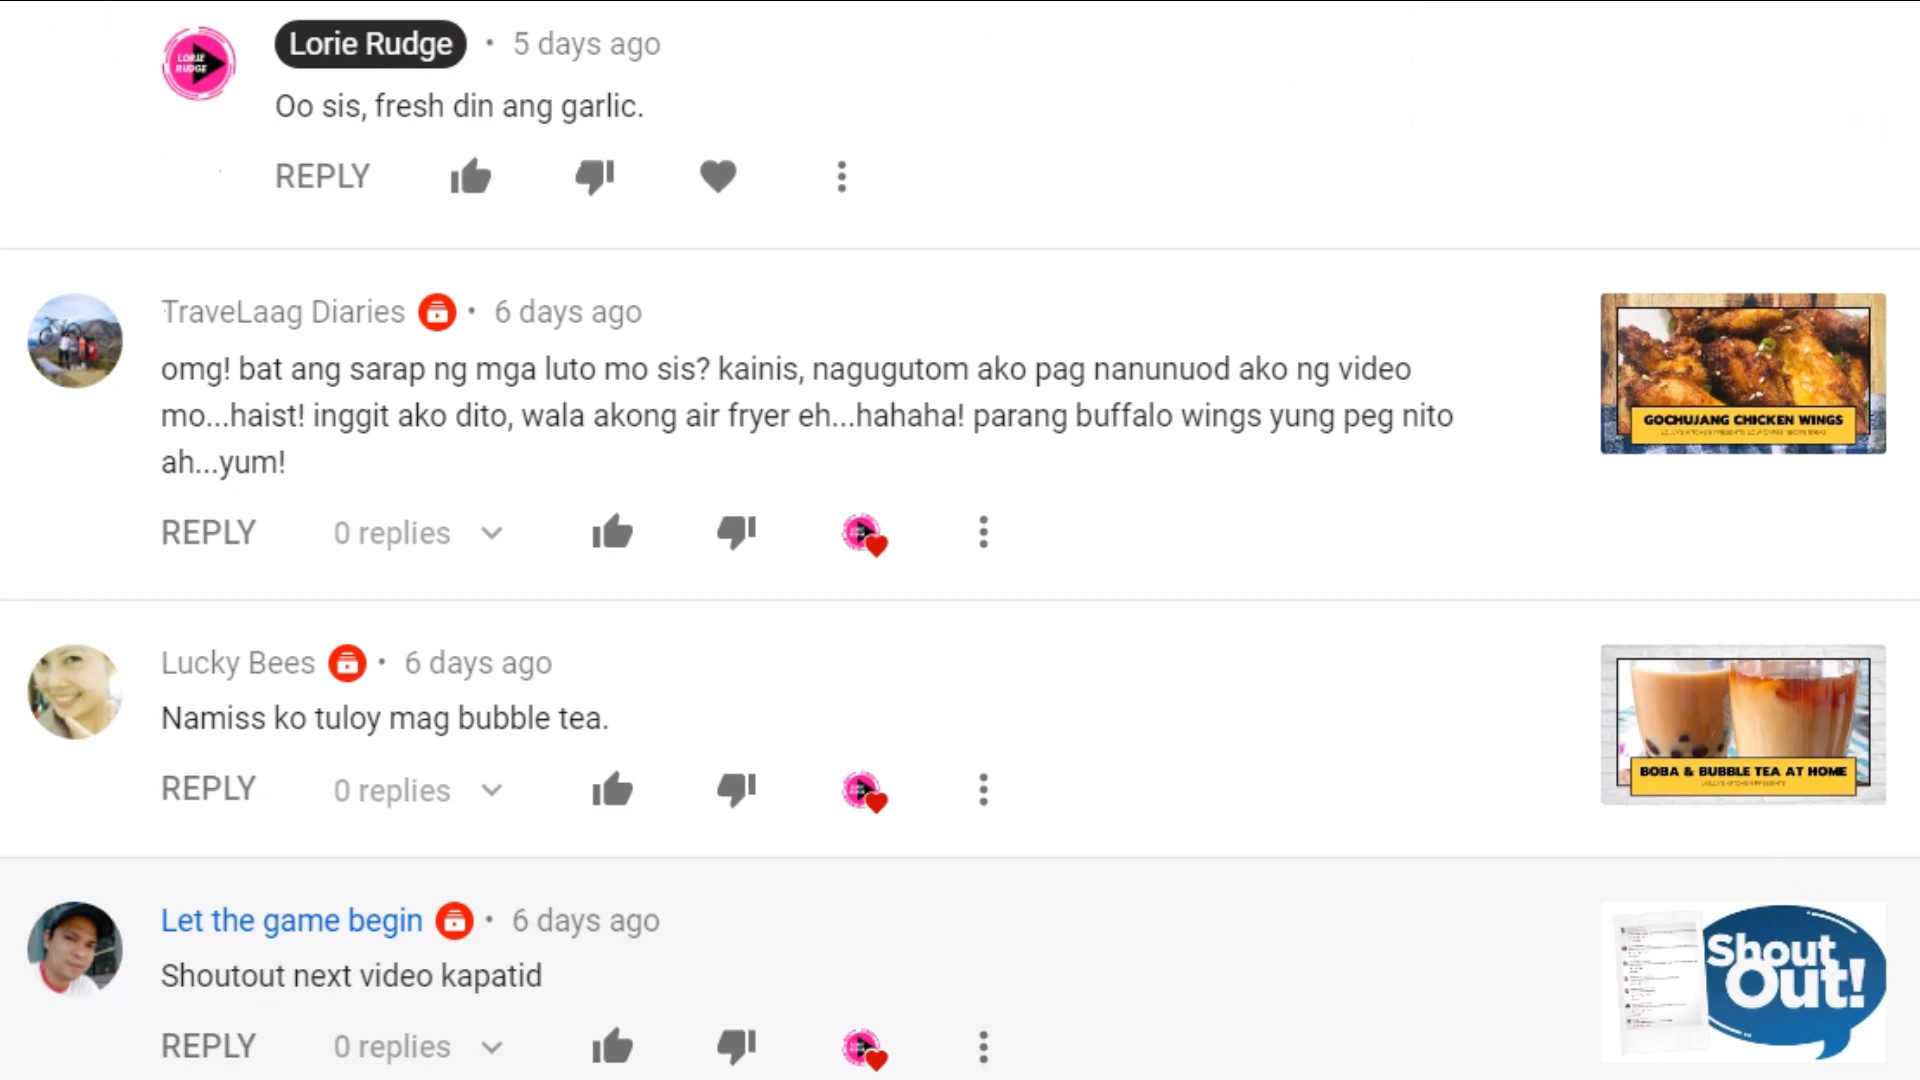 LORIE
RUDGE
Lorie Rudge • 5 days ago
Oo sis, fresh din ang garlic.
REPLY
TraveLaag Diaries • 6 days ago
omg! bat ang sarap ng mga luto mo sis? kainis, nagugutom ako pag nanunuod ako ng video
mo...haist! inggit ako dito, wala akong air fryer eh...hahaha! parang buffalo wings yung peg nito
ah...yum!
GOCHUJANG CHICKEN WINGS
REPLY 0 replies
Lucky Bees • 6 days ago
Namiss ko tuloy mag bubble tea.
BOBA & BUBBLE TEA AT HOME
REPLY 0 replies
Let the game begin • 6 days ago
Shoutout next video kapatid
Shout
Out!
REPLY 0 replies